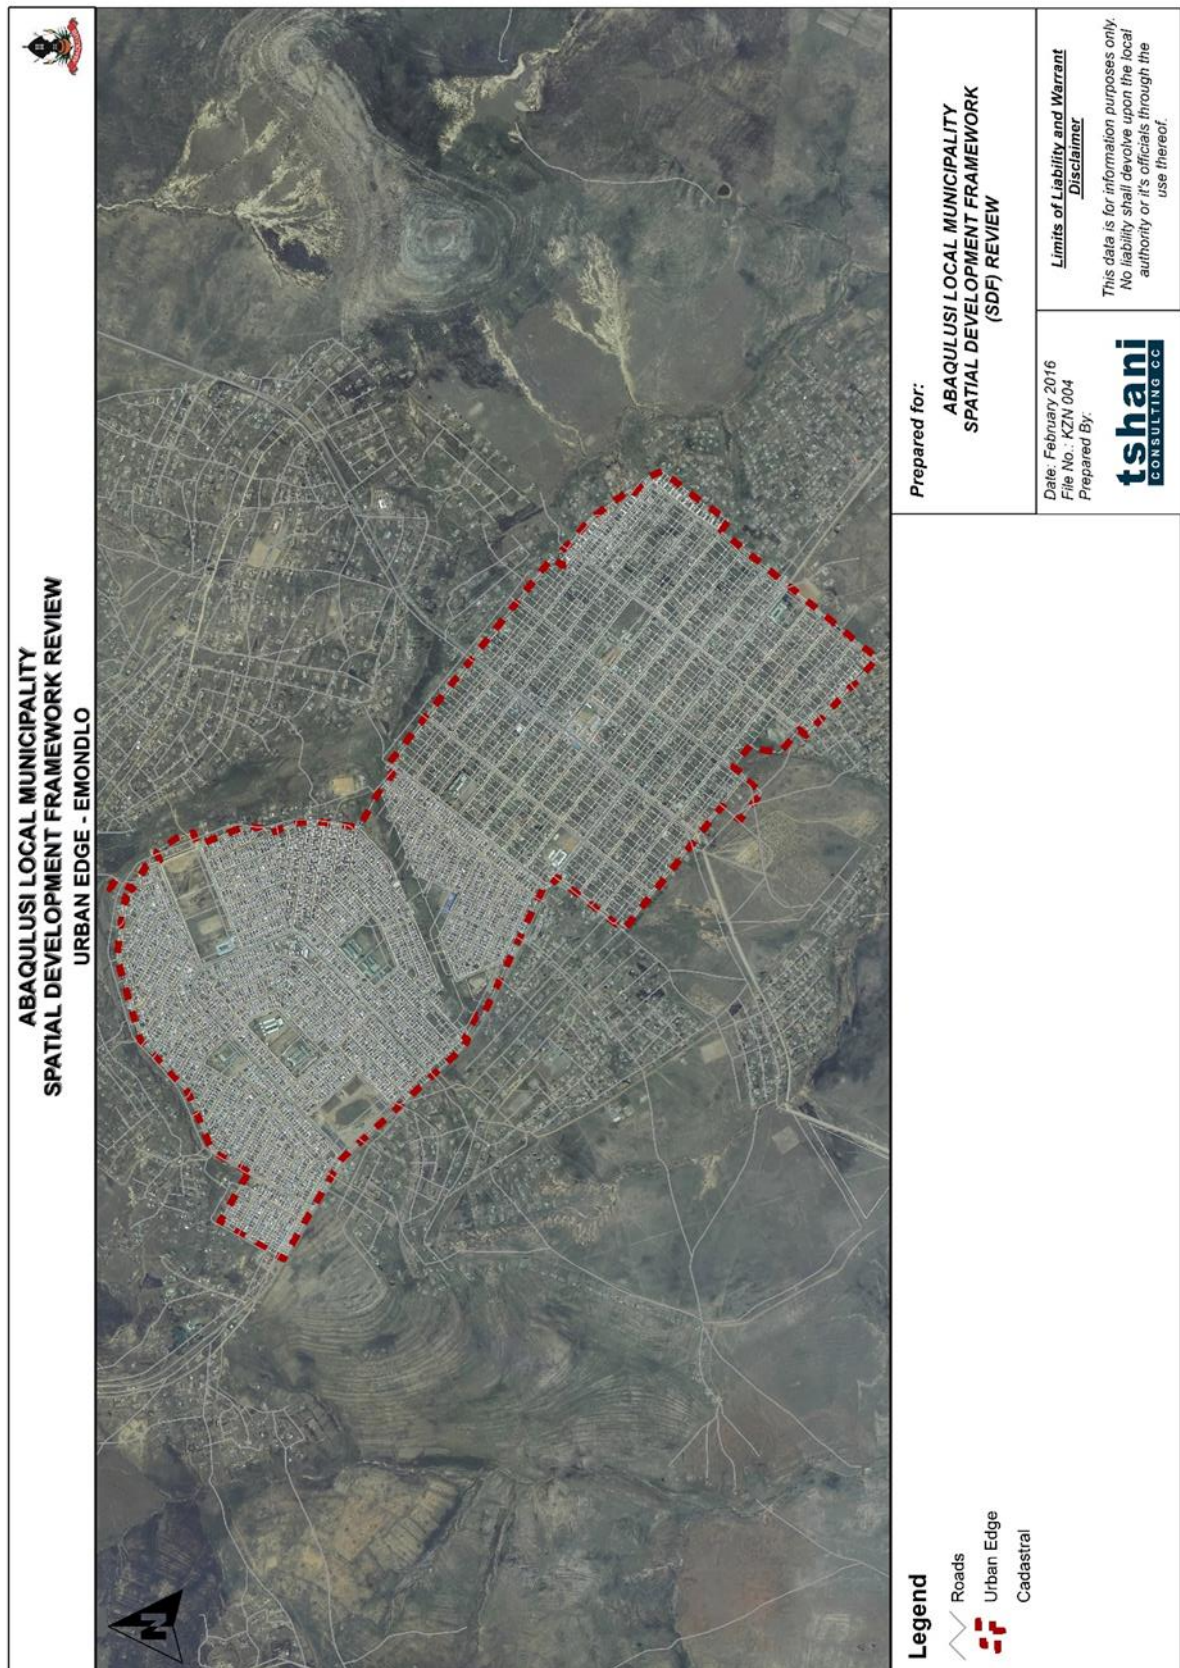 ABAQULUSI LOCAL MUNICIPALITY
SPATIAL DEVELOPMENT FRAMEWORK REVIEW
URBAN EDGE - EMONDLO
N
Legend
Roads
Urban Edge
Cadastral
Prepared for:
ABAQULUSI LOCAL MUNICIPALITY
SPATIAL DEVELOPMENT FRAMEWORK
(SDF) REVIEW
Date: February 2016
File No.: KZN 004
Prepared By:
tshani
CONSULTING CC
Limits of Liability and Warrant
Disclaimer
This data is for information purposes only.
No liability shall devolve upon the local
authority or it's officials through the
use thereof.